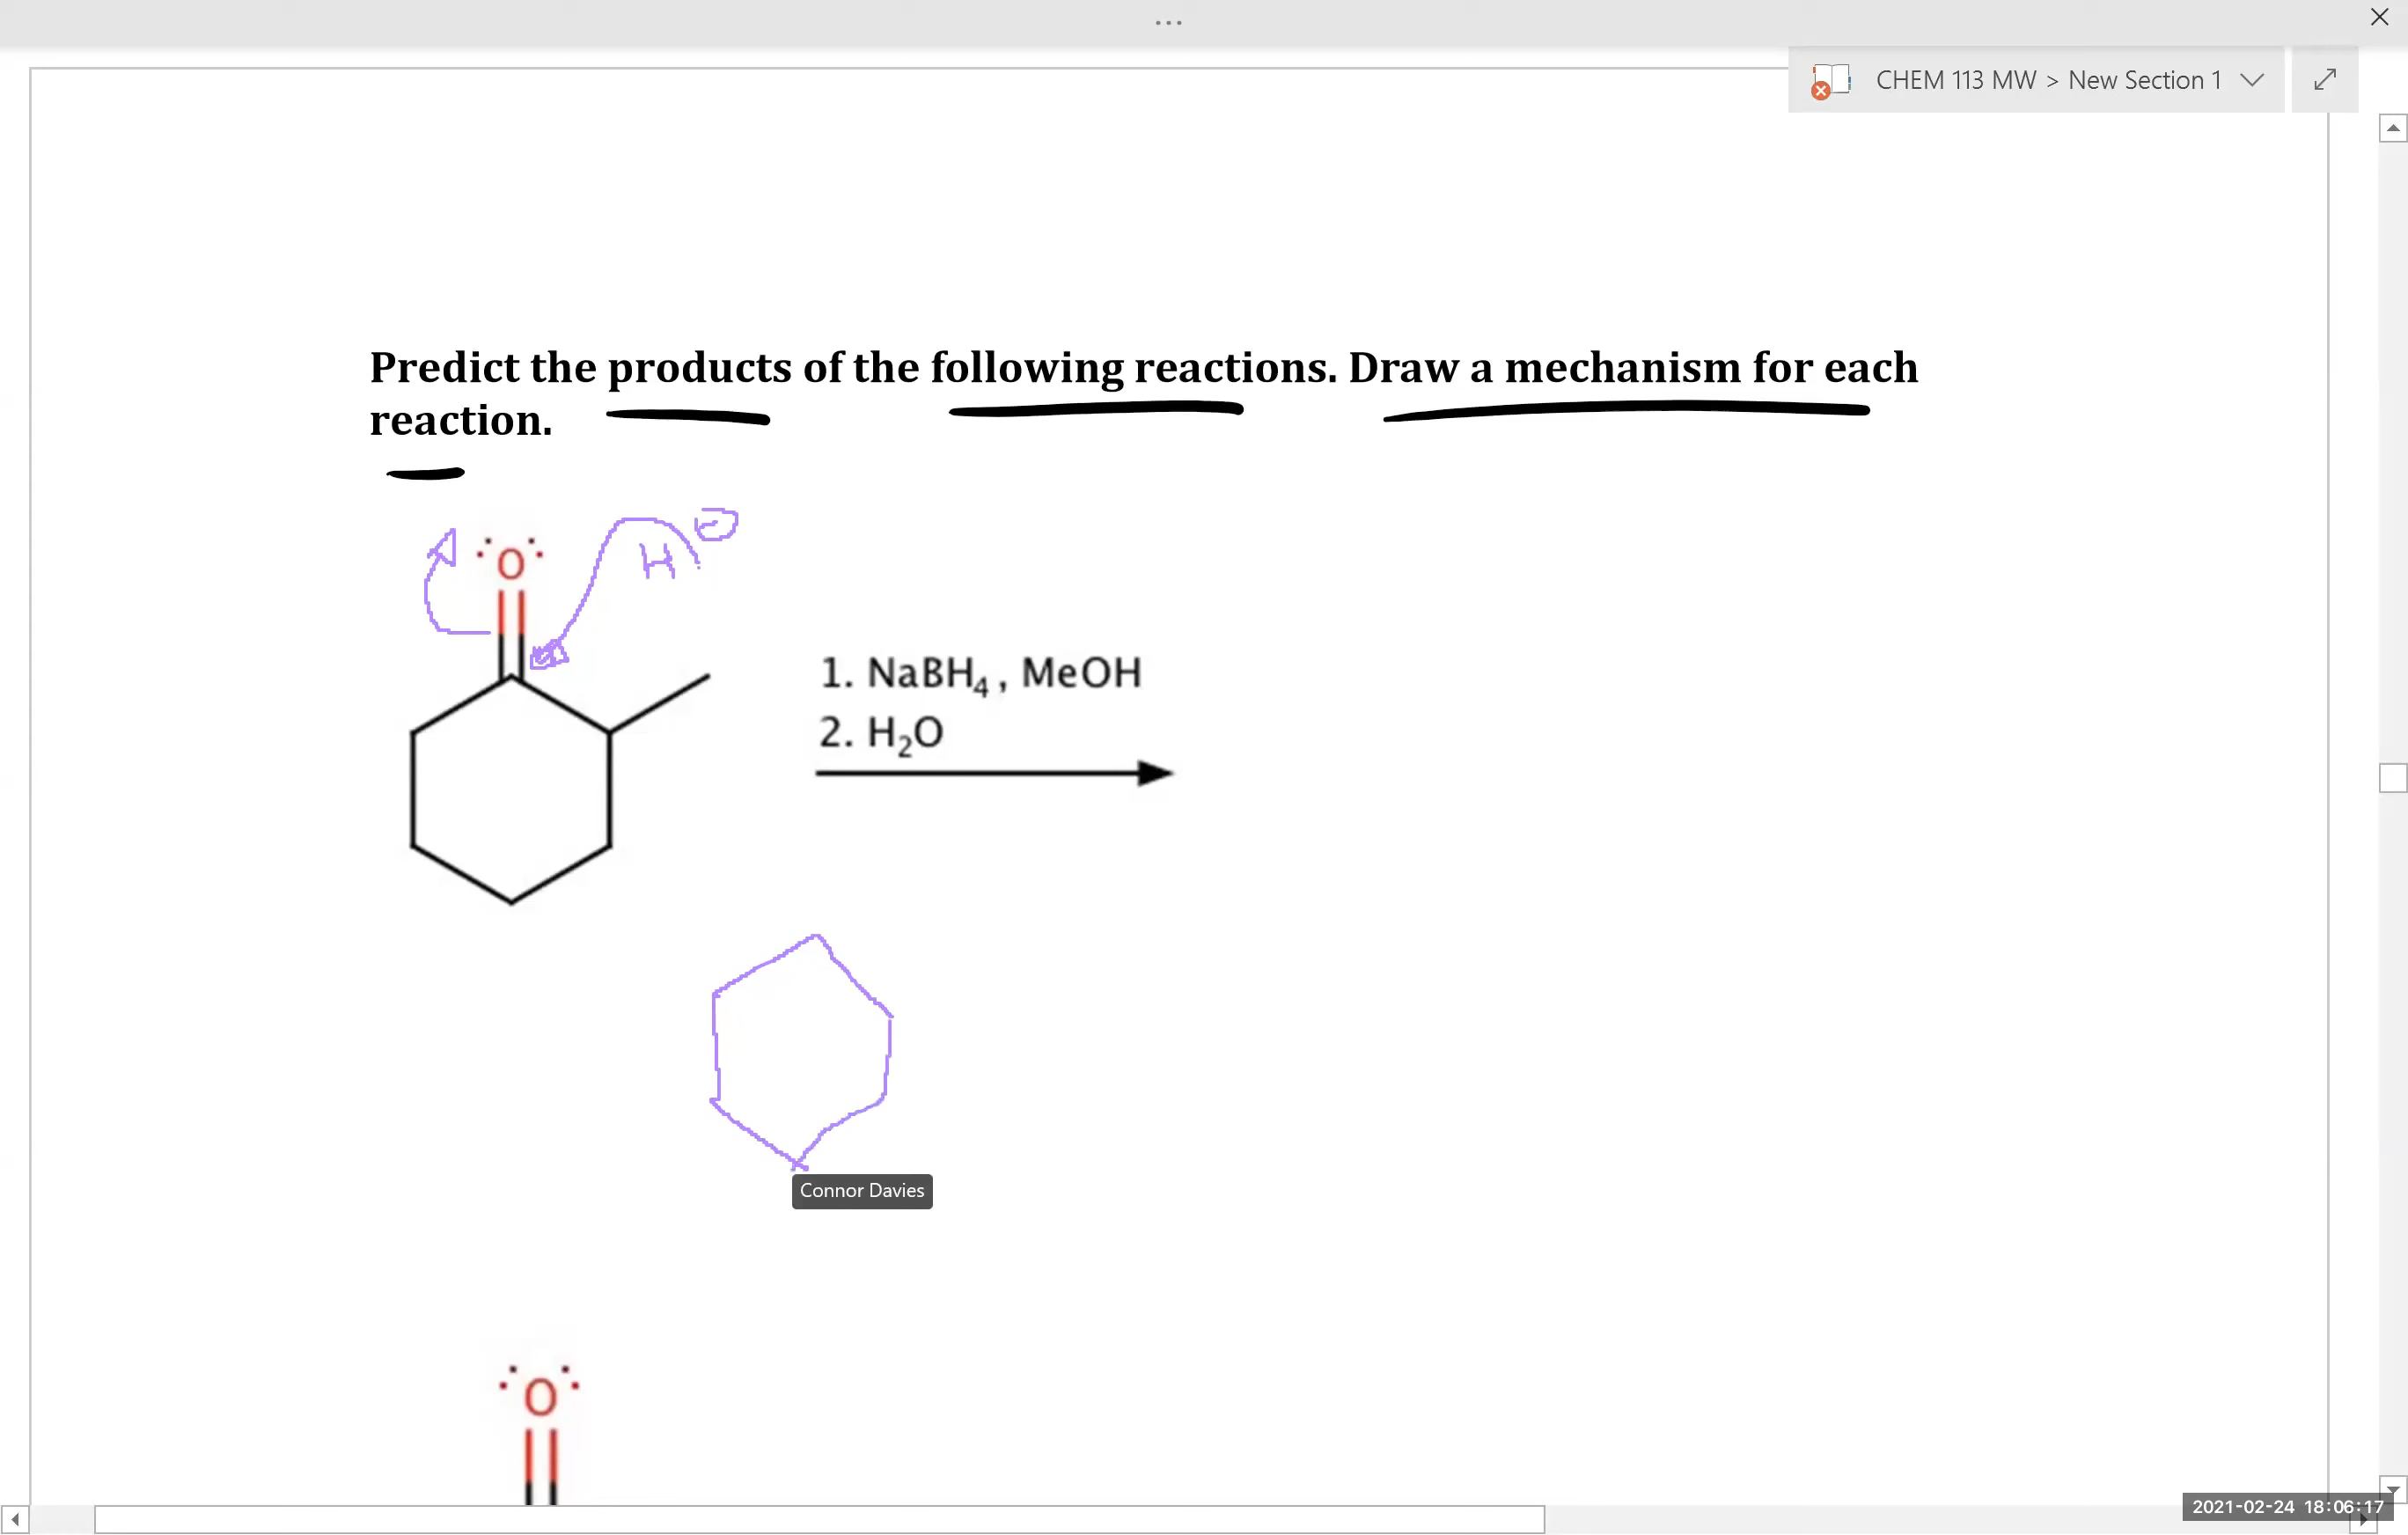 ...
CHEM 113 MW > New Section 1
Predict the products of the following reactions. Draw a mechanism for each
reaction.
O
H
1. NaBH₄ , MeOH
2. H₂O
Connor Davies
O
2021-02-24 18:06:17